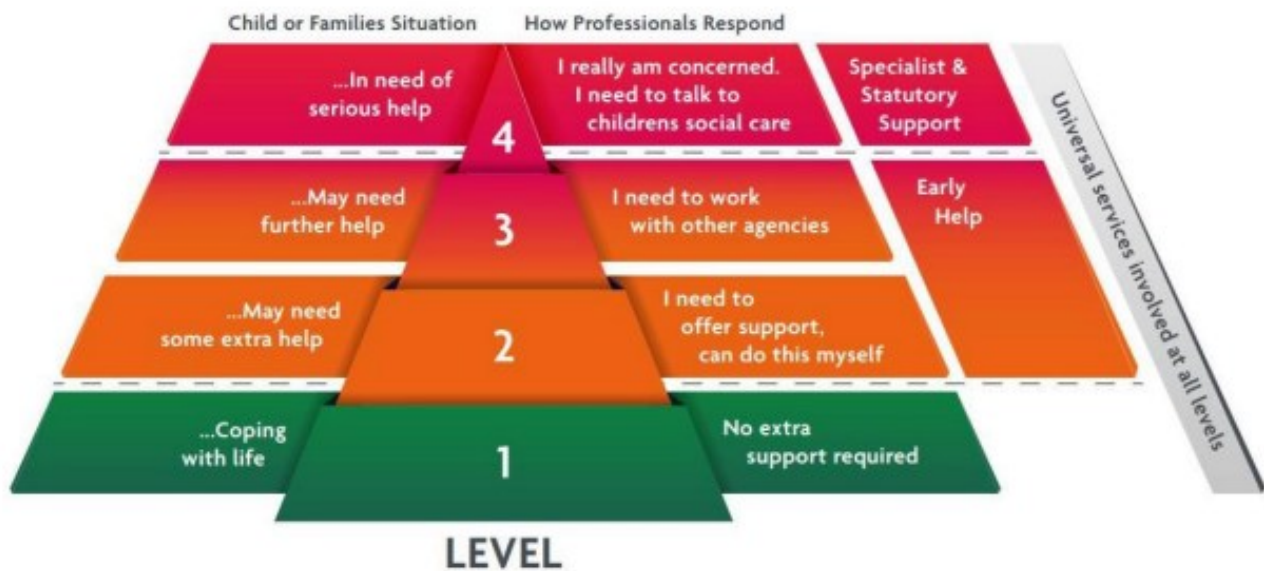 Child or Families Situation
How Professionals Respond
...In need of
serious help
4
I really am concerned.
I need to talk to
childrens social care
Specialist &
Statutory
Support
...May need
further help
3
I need to work
with other agencies
Early
Help
...May need
some extra help
2
I need to
offer support,
can do this myself
...Coping
with life
1
No extra
support required
Universal services involved at all levels
LEVEL